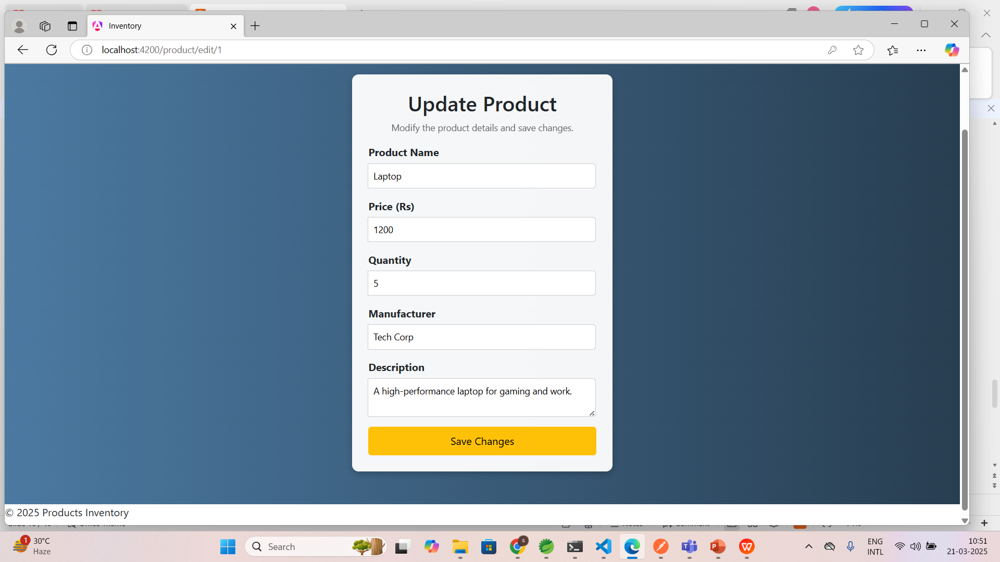 Inventory
localhost:4200/product/edit/1
Update Product
Modify the product details and save changes.
Product Name
Laptop
Price (Rs)
1200
Quantity
5
Manufacturer
Tech Corp
Description
A high-performance laptop for gaming and work.
Save Changes
© 2025 Products Inventory
1
30°C
Haze
Search
S
ENG
INTL
10:51
21-03-2025